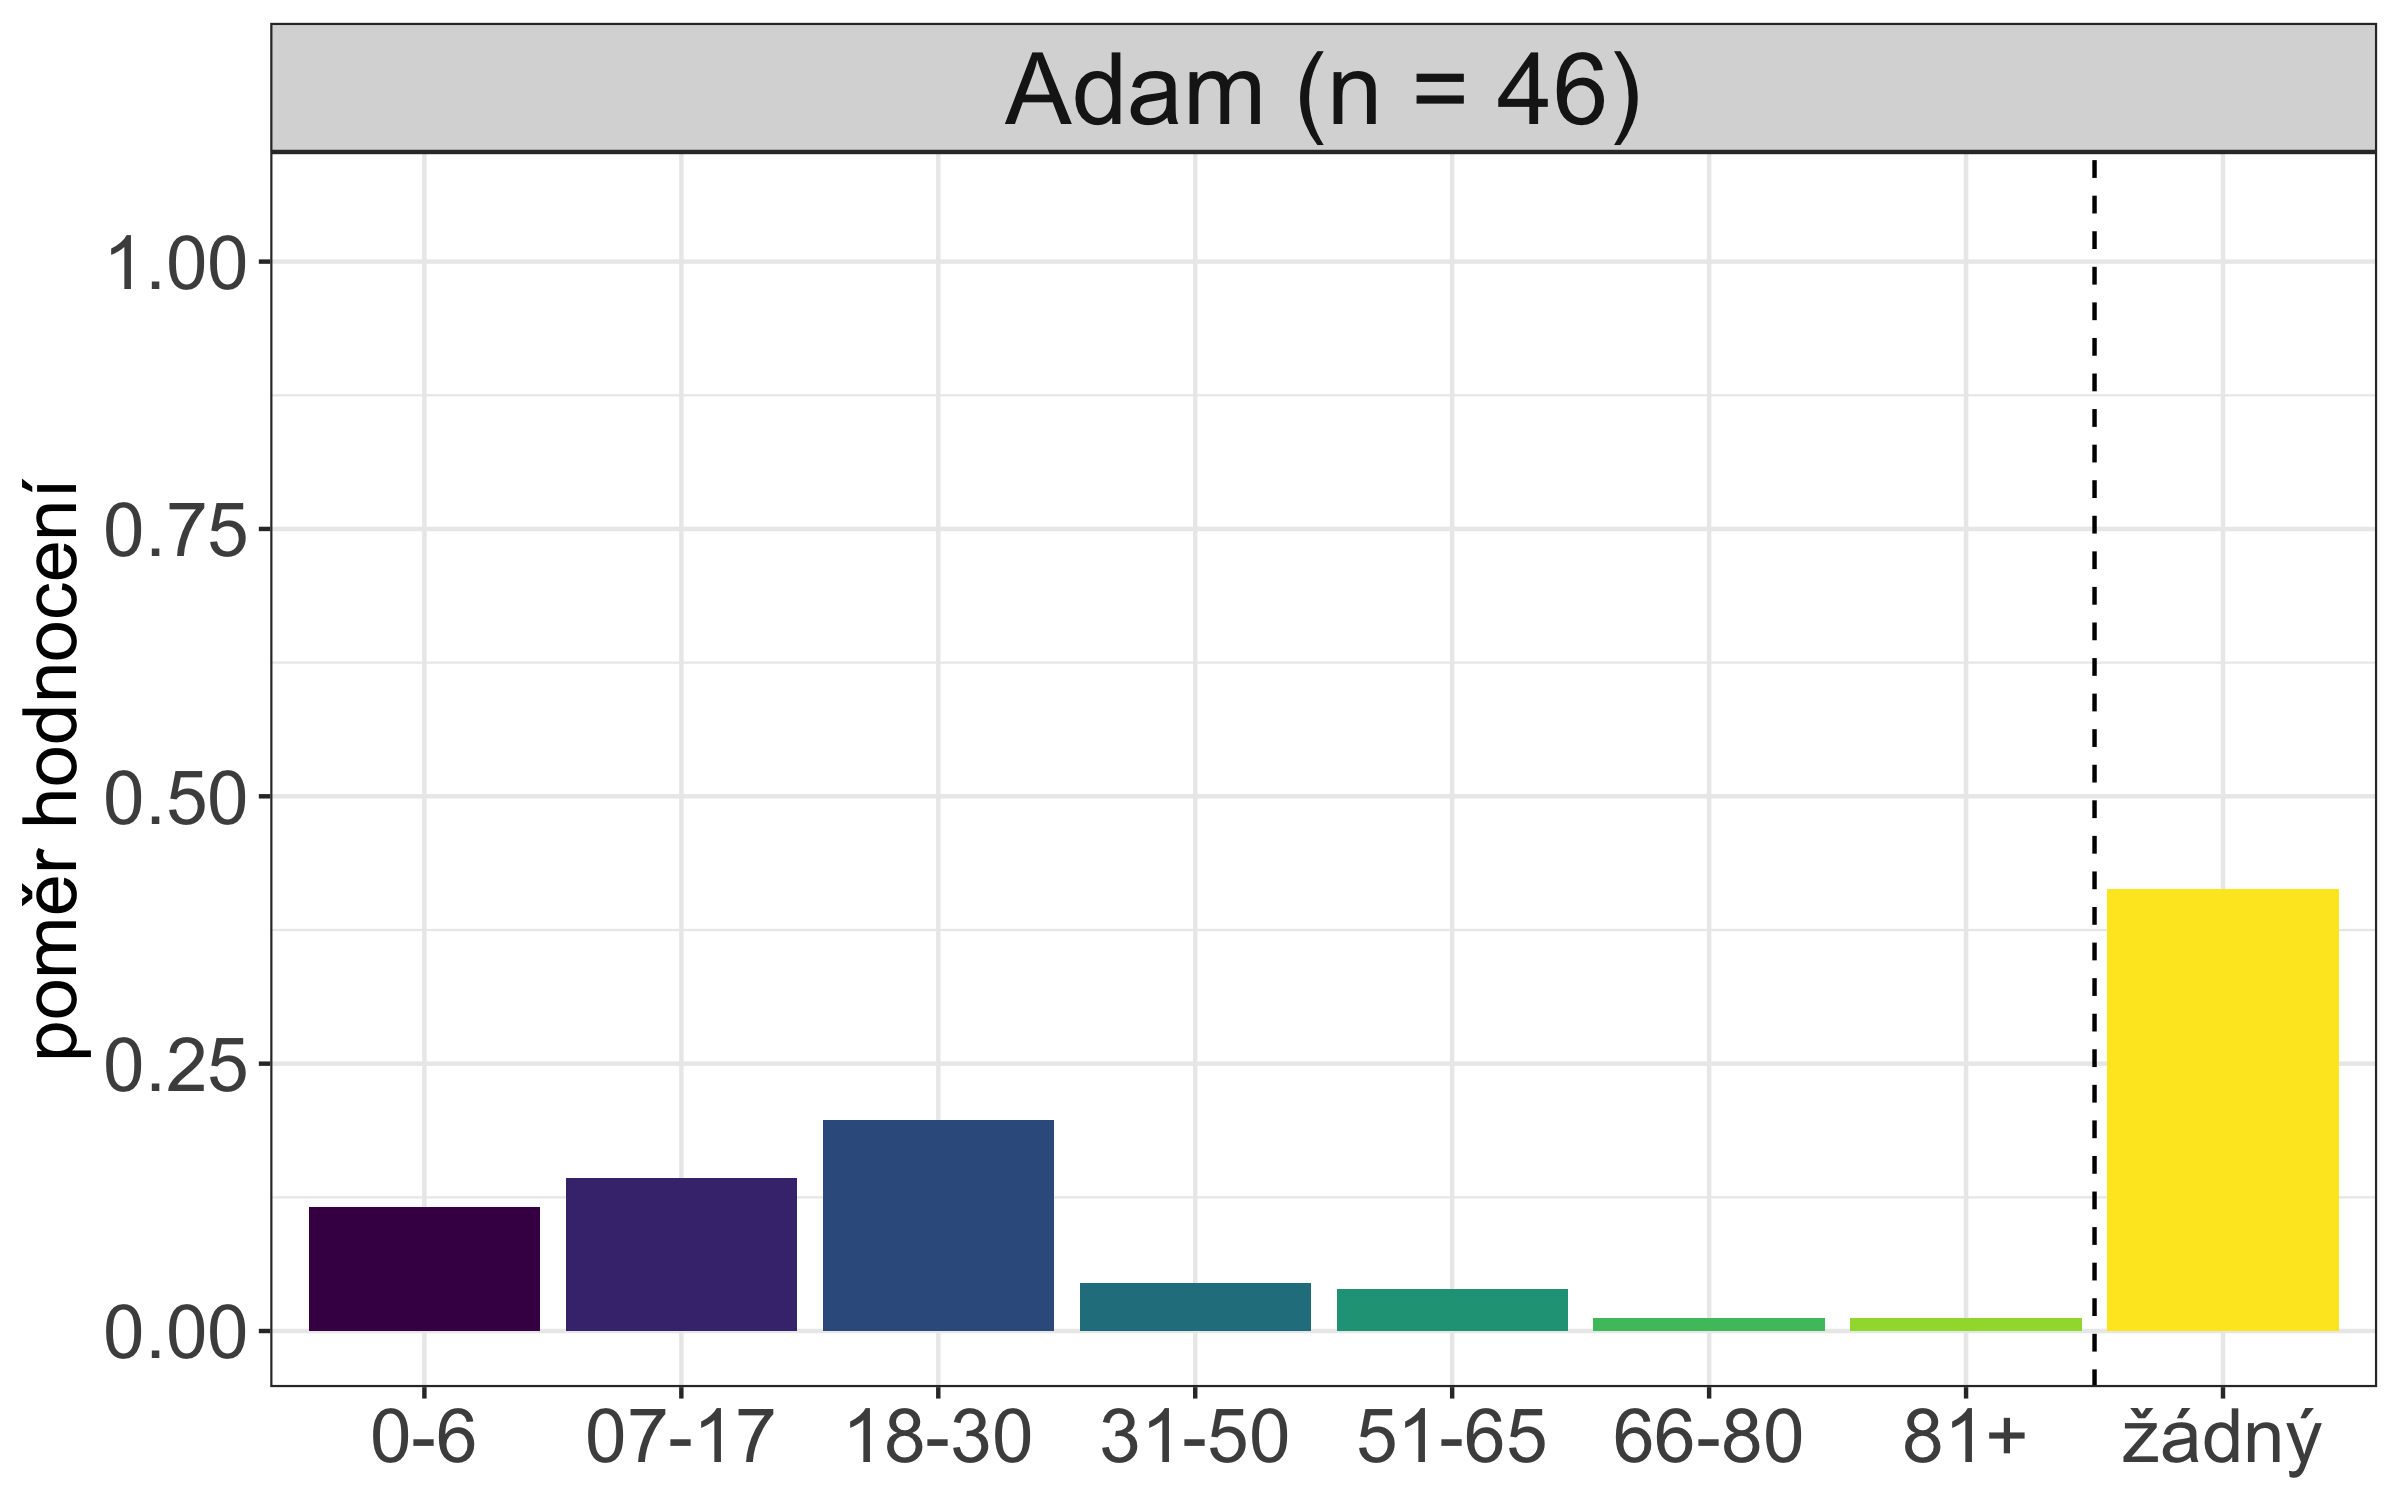 Adam (n = 46)
poměr hodnocení
1.00
0.75
0.50
0.25
0.00
0-6 07-17 18-30 31-50 51-65 66-80 81+ žádný